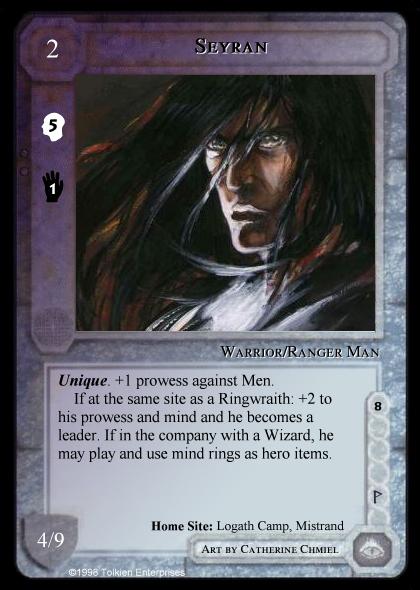 2
SEYRAN
5
1
WARRIOR/RANGER MAN
Unique. +1 prowess against Men.
If at the same site as a Ringwraith: +2 to
his prowess and mind and he becomes a
leader. If in the company with a Wizard, he
may play and use mind rings as hero items.
8
ᚹ
Home Site: Logath Camp, Mistrand
4/9
ART BY CATHERINE CHMIEL
©1998 Tolkien Enterprises